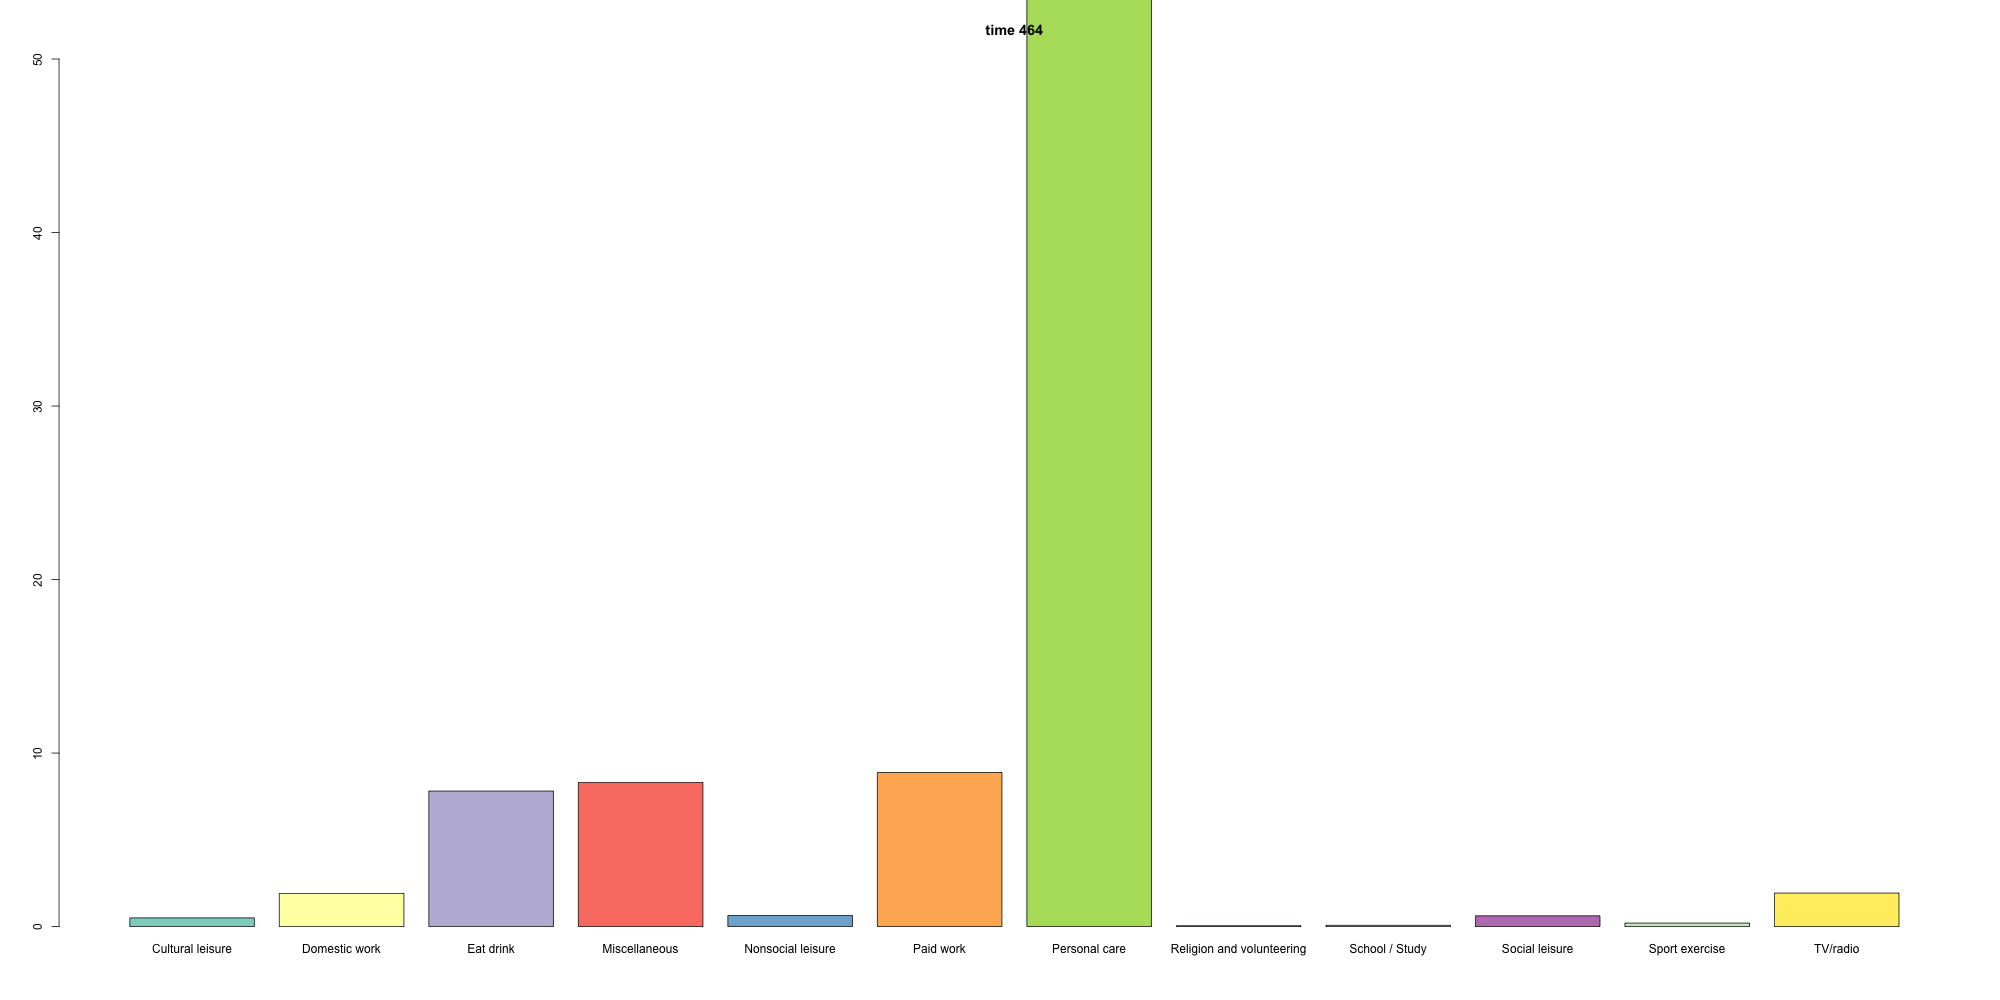 time 464
50
40
30
20
10
0
Cultural leisure
Domestic work
Eat drink
Miscellaneous
Nonsocial leisure
Paid work
Personal care
Religion and volunteering
School / Study
Social leisure
Sport exercise
TV/radio